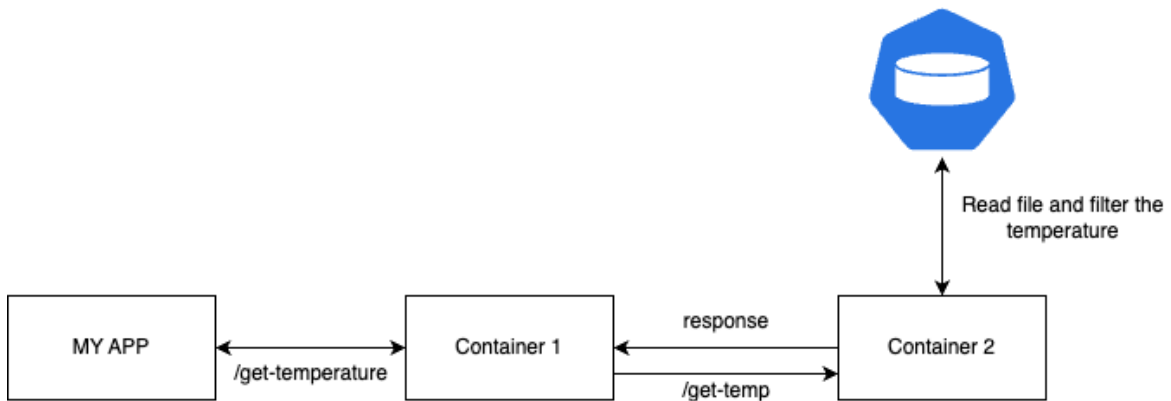 Read file and filter the
temperature
MY APP
/get-temperature
Container 1
response
/get-temp
Container 2